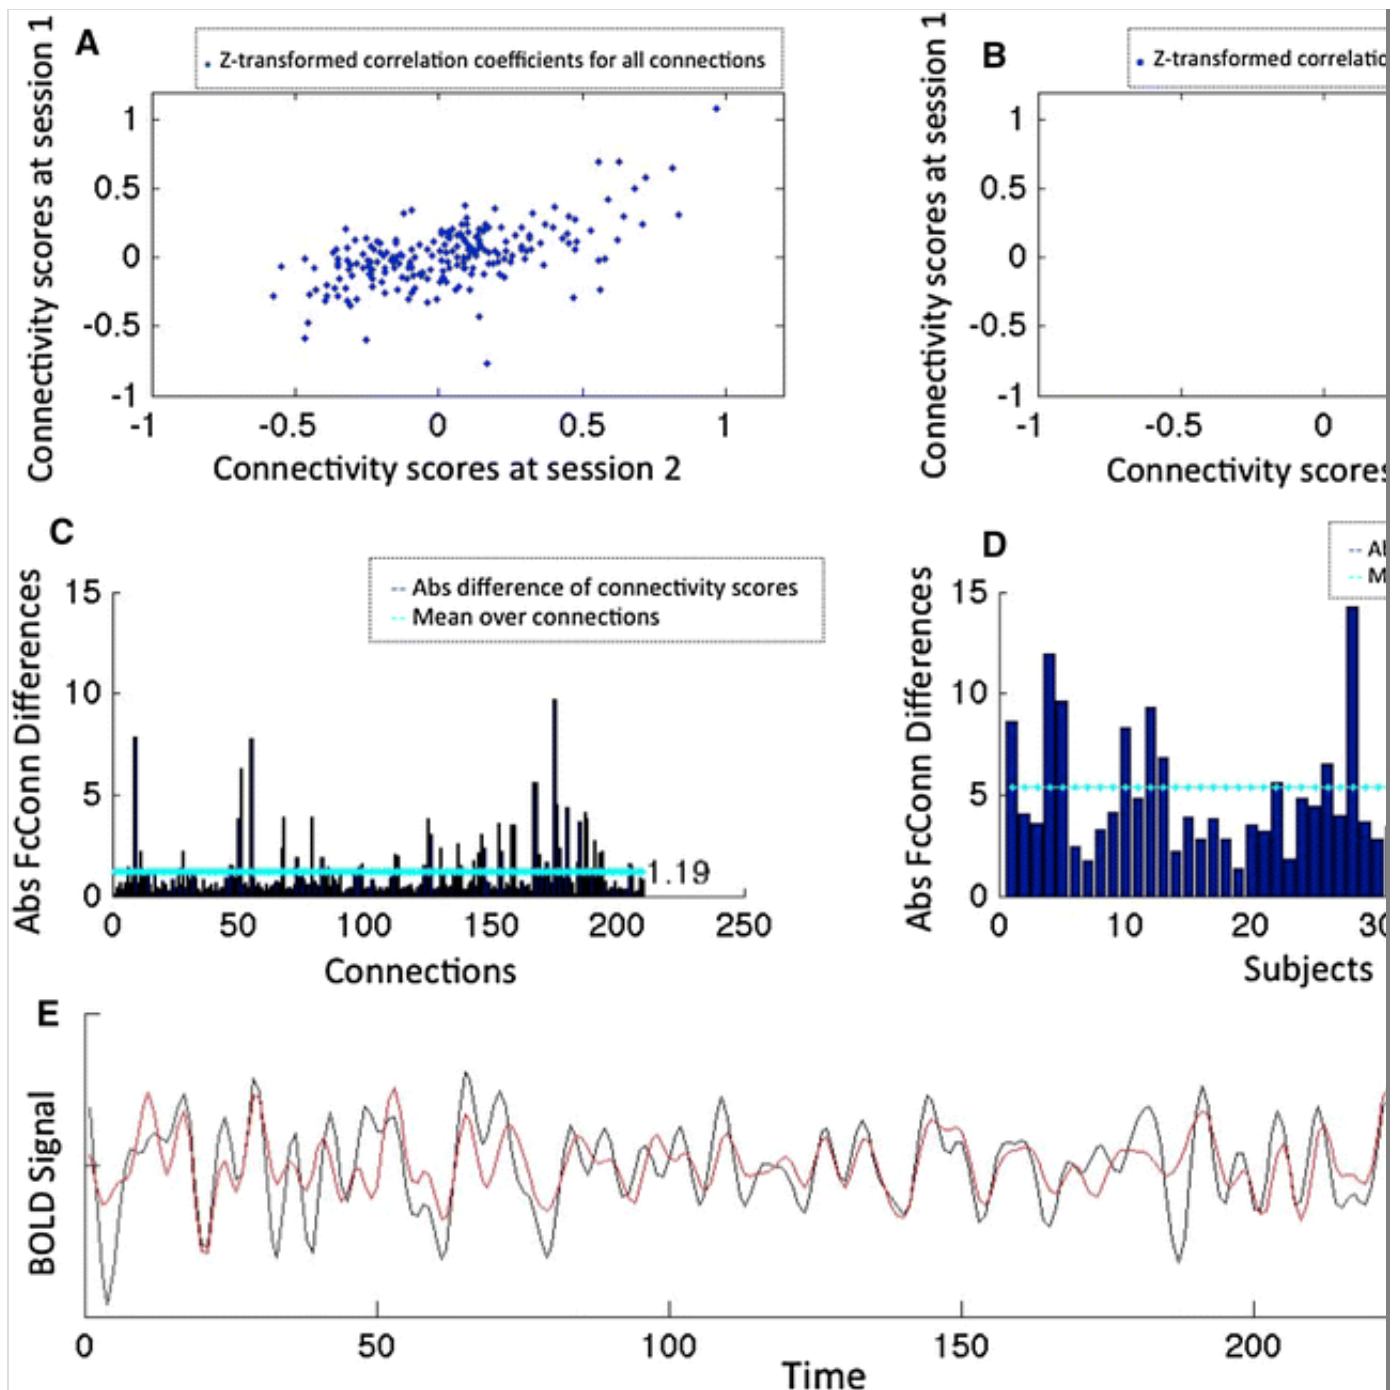 A
Z-transformed correlation coefficients for all connections
Connectivity scores at session 1
1
0.5
0
-0.5
-1
-1 -0.5 0 0.5 1
Connectivity scores at session 2
B
Z-transformed correlatio
Connectivity scores at session 1
1
0.5
0
-0.5
-1
-1 -0.5 0
Connectivity scores
C
Abs difference of connectivity scores
Mean over connections
Abs FcConn Differences
15
10
5
0
1.19
0 50 100 150 200 250
Connections
D
M
Abs FcConn Differences
15
10
5
0
0 10 20 30
Subjects
E
BOLD Signal
0 50 100 150 200
Time